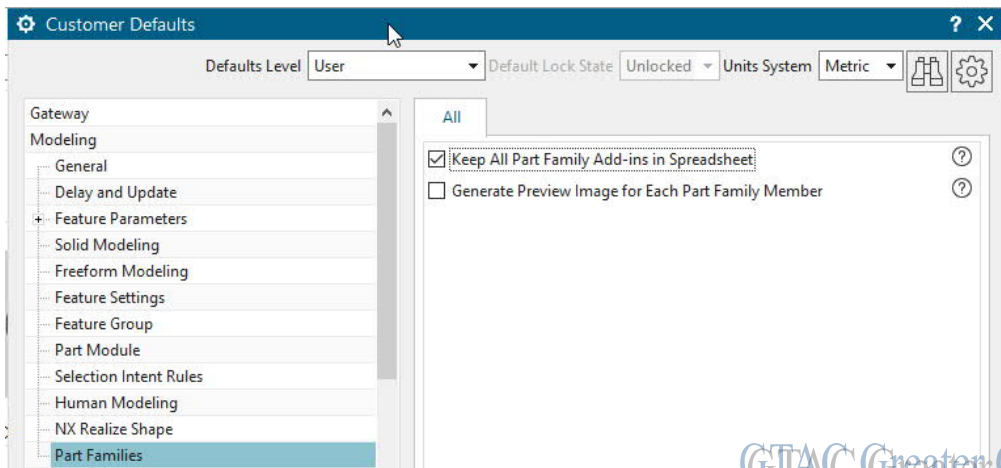 Customer Defaults
Defaults Level User Default Lock State Unlocked Units System Metric
Gateway
Modeling
General
Delay and Update
Feature Parameters
Solid Modeling
Freeform Modeling
Feature Settings
Feature Group
Part Module
Selection Intent Rules
Human Modeling
NX Realize Shape
Part Families
All
Keep All Part Family Add-ins in Spreadsheet
Generate Preview Image for Each Part Family Member
GTAC Greater